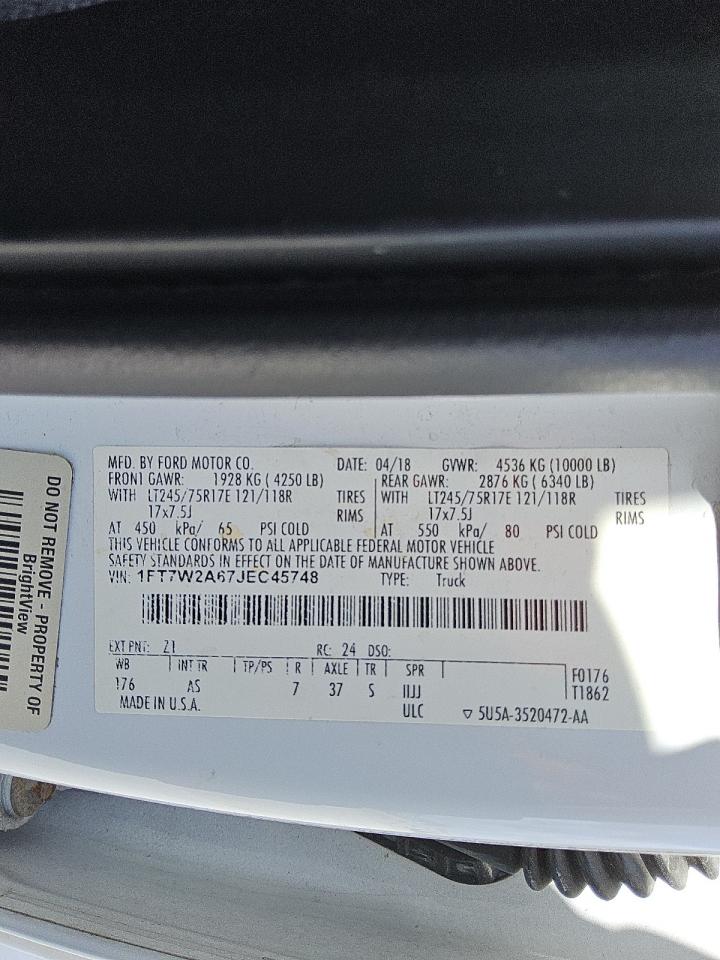 MFD. BY FORD MOTOR CO. DATE: 04/18 GVWR: 4536 KG (10000 LB)
FRONT GAWR: 1928 KG ( 4250 LB) REAR GAWR: 2876 KG ( 6340 LB)
WITH LT245/75R17E 121/118R TIRES WITH LT245/75R17E 121/118R TIRES
17x7.5J RIMS 17x7.5J RIMS
AT 450 kPa/ 65 PSI COLD AT 550 kPa/ 80 PSI COLD
THIS VEHICLE CONFORMS TO ALL APPLICABLE FEDERAL MOTOR VEHICLE
SAFETY STANDARDS IN EFFECT ON THE DATE OF MANUFACTURE SHOWN ABOVE.
VIN: 1FT7W2A67JEC45748 TYPE: Truck
EXT PNT: Z1 RC: 24 DSO:
WB INT TR TP/PS R AXLE TR SPR F0176
176 AS 7 37 S IIJJ T1862
MADE IN U.S.A. ULC ▽ 5U5A-3520472-AA
DO NOT REMOVE - PROPERTY OF
BrightView